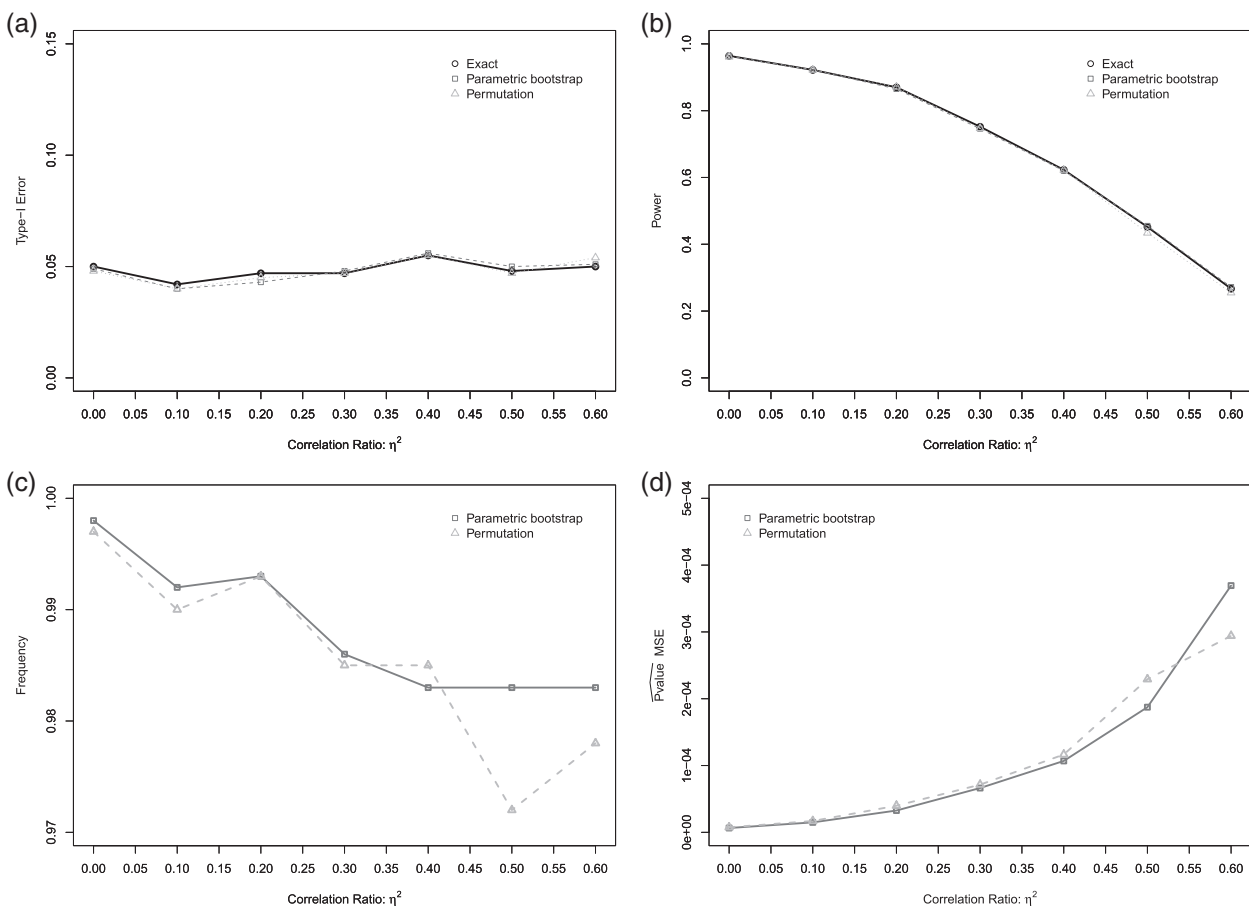 (a)
0.15
0.10
0.05
0.00
Type−I Error
Exact
Parametric bootstrap
Permutation
0.00 0.05 0.10 0.15 0.20 0.25 0.30 0.35 0.40 0.45 0.50 0.55 0.60
Correlation Ratio: η²
(b)
1.0
0.8
0.6
0.4
0.2
0.0
Power
Exact
Parametric bootstrap
Permutation
0.00 0.05 0.10 0.15 0.20 0.25 0.30 0.35 0.40 0.45 0.50 0.55 0.60
Correlation Ratio: η²
(c)
1.00
0.99
0.98
0.97
Frequency
Parametric bootstrap
Permutation
0.00 0.05 0.10 0.15 0.20 0.25 0.30 0.35 0.40 0.45 0.50 0.55 0.60
Correlation Ratio: η²
(d)
5e−04
4e−04
3e−04
2e−04
1e−04
0e+00
Pvalue MSE
Parametric bootstrap
Permutation
0.00 0.05 0.10 0.15 0.20 0.25 0.30 0.35 0.40 0.45 0.50 0.55 0.60
Correlation Ratio: η²